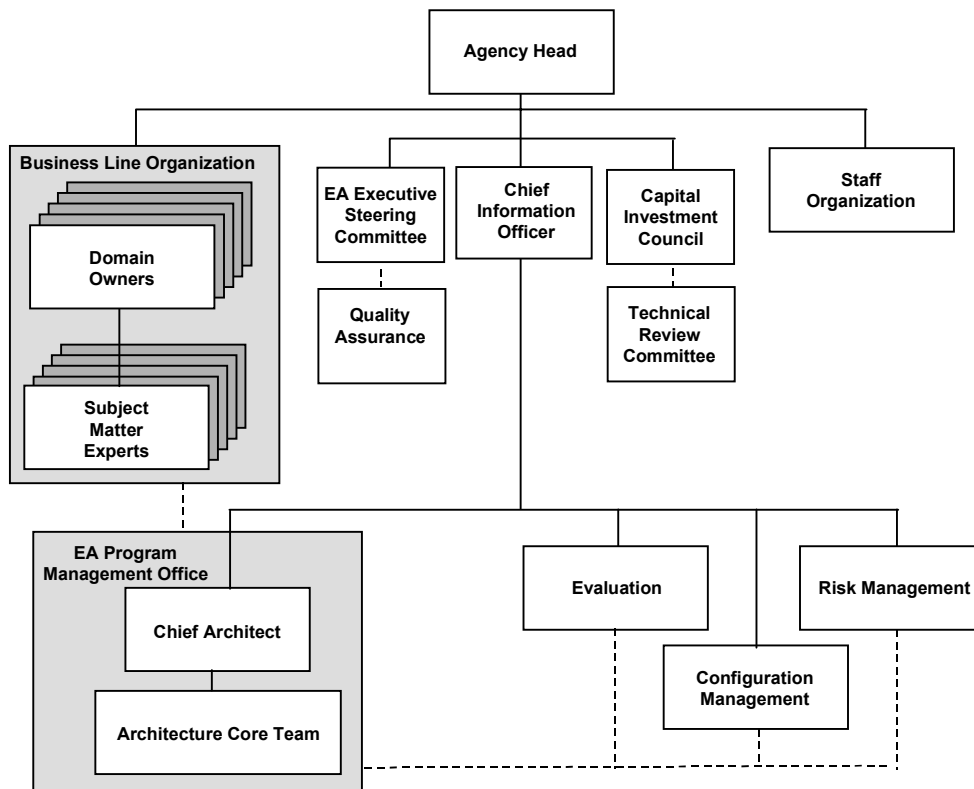 Agency Head
Business Line Organization
Domain
Owners
Subject
Matter
Experts
EA Executive
Steering
Committee
Quality
Assurance
Chief
Information
Officer
Capital
Investment
Council
Technical
Review
Committee
Staff
Organization
EA Program
Management Office
Chief Architect
Architecture Core Team
Evaluation
Configuration
Management
Risk Management